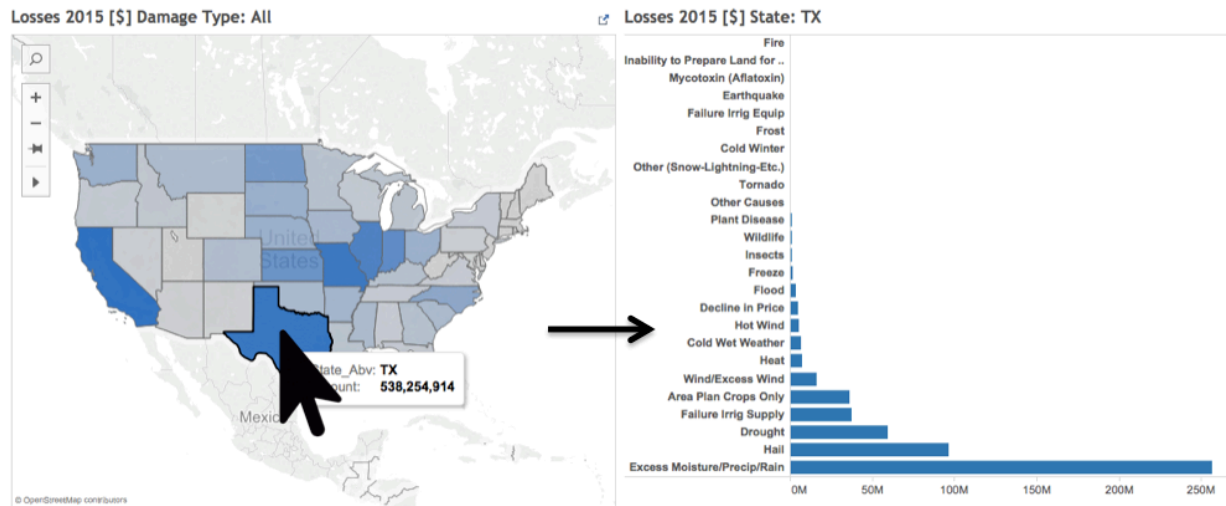 Losses 2015 [$] Damage Type: All
United
States
State_Abv: TX
ount: 538,254,914
Mexic
© OpenStreetMap contributors
Losses 2015 [$] State: TX
Fire
Inability to Prepare Land for ..
Mycotoxin (Aflatoxin)
Earthquake
Failure Irrig Equip
Frost
Cold Winter
Other (Snow-Lightning-Etc.)
Tornado
Other Causes
Plant Disease
Wildlife
Insects
Freeze
Flood
Decline in Price
Hot Wind
Cold Wet Weather
Heat
Wind/Excess Wind
Area Plan Crops Only
Failure Irrig Supply
Drought
Hail
Excess Moisture/Precip/Rain
0M 50M 100M 150M 200M 250M